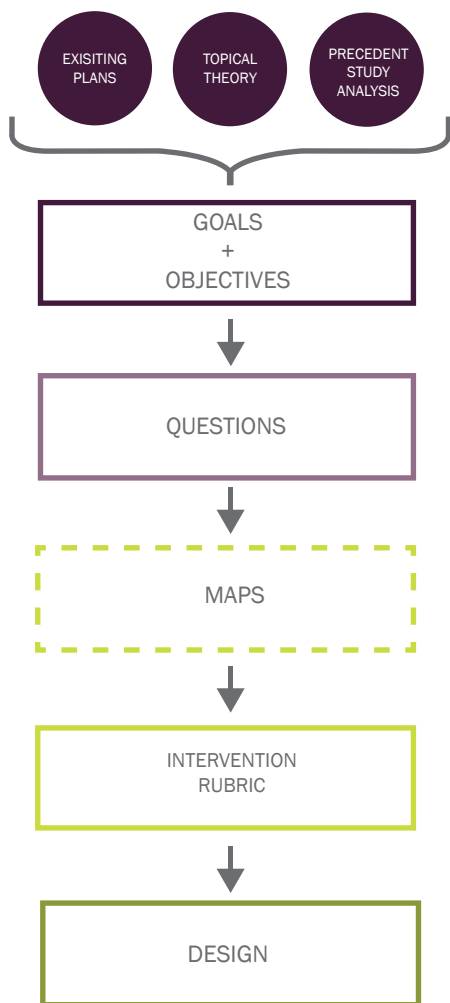 EXISITING
PLANS
TOPICAL
THEORY
PRECEDENT
STUDY
ANALYSIS
GOALS
+
OBJECTIVES
QUESTIONS
MAPS
INTERVENTION
RUBRIC
DESIGN